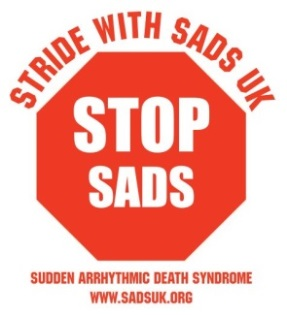 STRIDE WITH SADS UK
STOP
SADS
SUDDEN ARRHYTHMIC DEATH SYNDROME
WWW.SADSUK.ORG